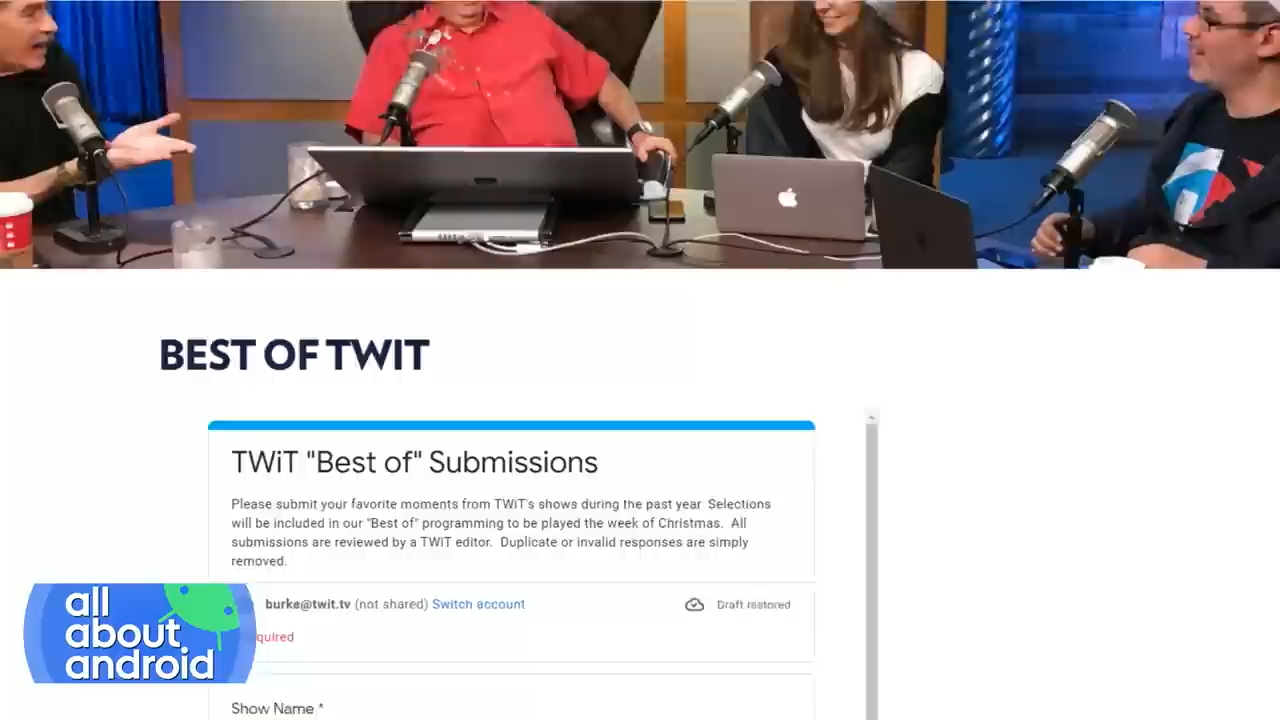 BEST OF TWIT
TWiT "Best of" Submissions
Please submit your favorite moments from TWiT's shows during the past year. Selections
will be included in our "Best of" programming to be played the week of Christmas. All
submissions are reviewed by a TWiT editor. Duplicate or invalid responses are simply
removed.
burke@twit.tv (not shared) Switch account
Draft restored
quired
Show Name *
all
about
android